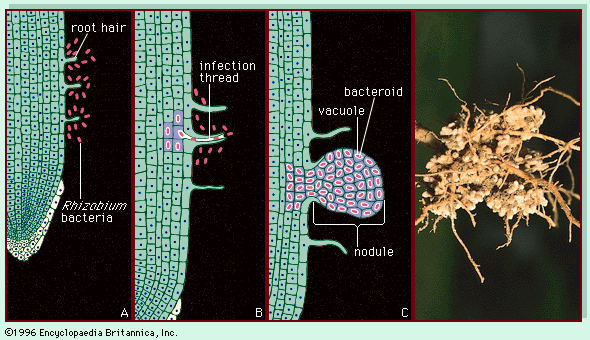 root hair
Rhizobium
bacteria
A
infection
thread
B
bacteroid
vacuole
nodule
C
©1996 Encyclopaedia Britannica, Inc.